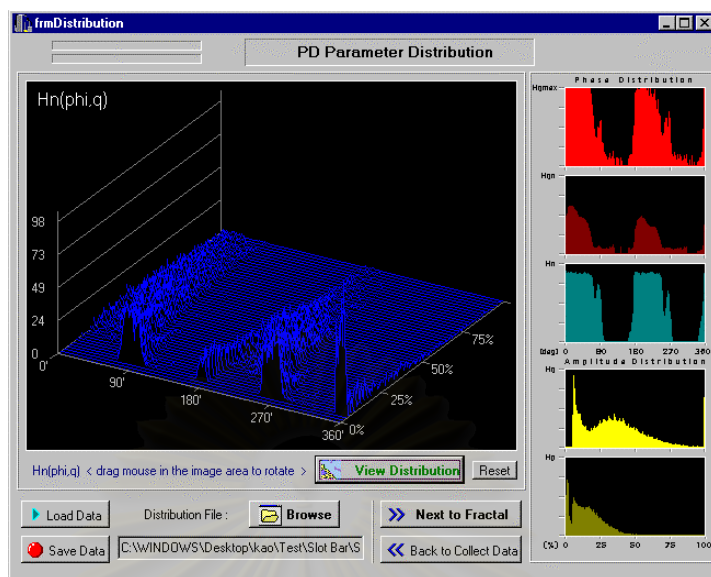 frmDistribution
PD Parameter Distribution
Hn(phi,q)
98
73
49
24
0
0'
90'
180'
270'
360'
0%
25%
50%
75%
Phase Distribution
Hqmax
Hqn
Hn
(deg) 0 90 180 270 360
Amplitude Distribution
Hq
Hp
(%) 0 25 50 75 100
Hn(phi,q) < drag mouse in the image area to rotate >
View Distribution
Reset
Load Data
Distribution File :
Browse
Next to Fractal
Save Data
C:\WINDOWS\Desktop\kao\Test\Slot Bar\S
Back to Collect Data